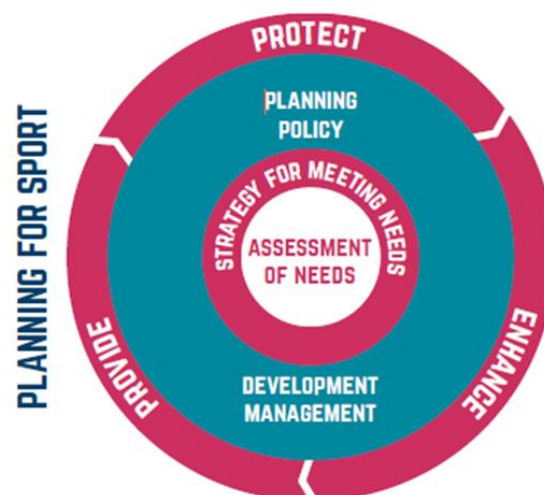 PLANNING FOR SPORT
PROTECT
PLANNING
POLICY
STRATEGY FOR MEETING NEEDS
ASSESSMENT
OF NEEDS
DEVELOPMENT
MANAGEMENT
PROVIDE
ENHANCE